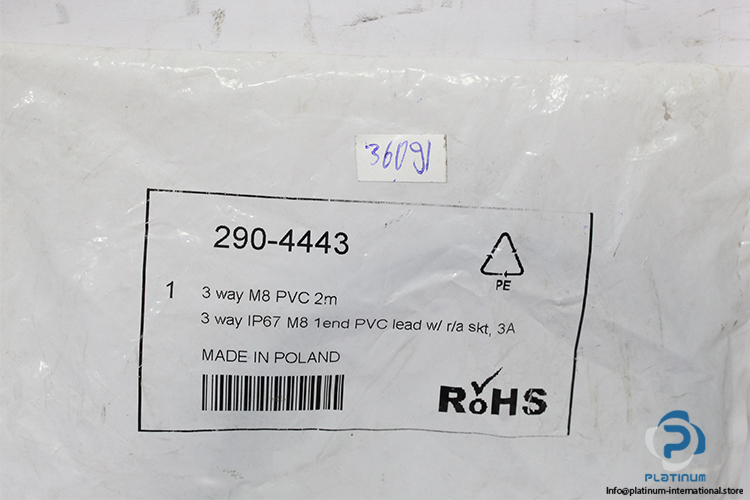 36091
290-4443
PE
1 3 way M8 PVC 2m
3 way IP67 M8 1end PVC lead w/ r/a skt, 3A
MADE IN POLAND
RoHS
PLATINUM
Info@platinum-international.store